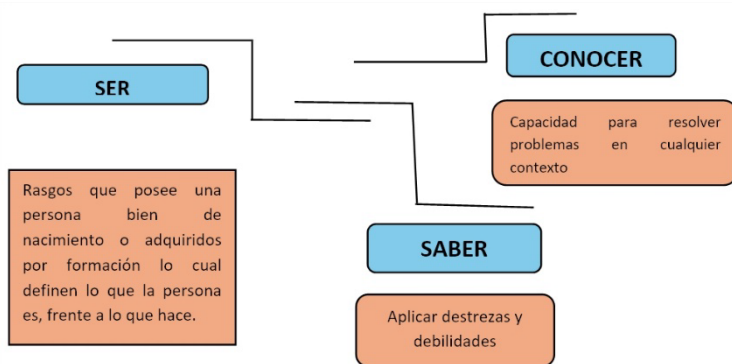 SER
Rasgos que posee una
persona bien de
nacimiento o adquiridos
por formación lo cual
definen lo que la persona
es, frente a lo que hace.
CONOCER
Capacidad para resolver
problemas en cualquier
contexto
SABER
Aplicar destrezas y
debilidades